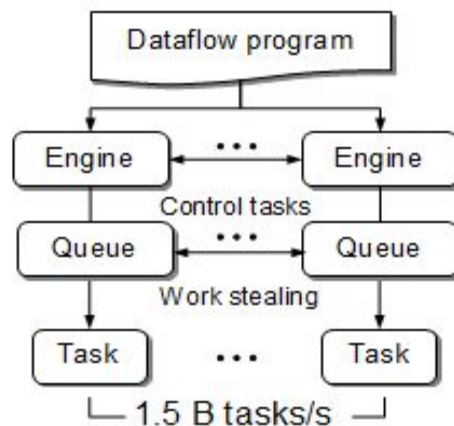 Dataflow program
Engine ••• Engine
Control tasks
Queue ••• Queue
Work stealing
Task ••• Task
1.5 B tasks/s